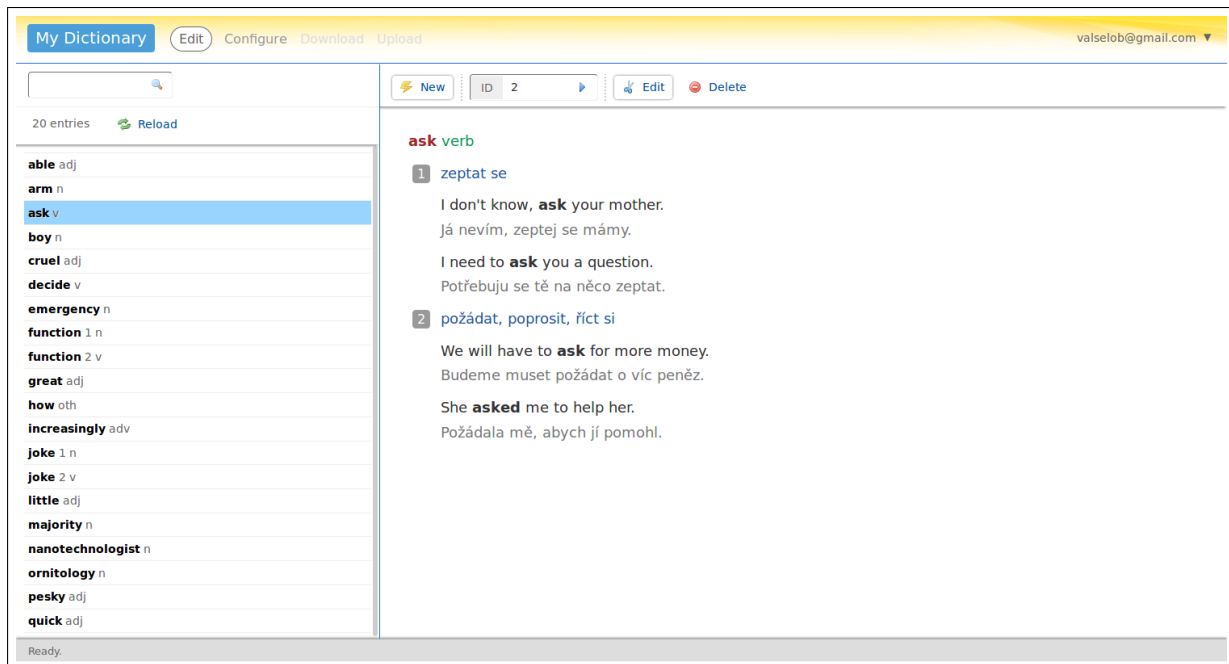 My Dictionary Edit Configure Download Upload valselob@gmail.com ▼
New ID 2 Edit Delete
20 entries Reload
able adj
arm n
ask v
boy n
cruel adj
decide v
emergency n
function 1 n
function 2 v
great adj
how oth
increasingly adv
joke 1 n
joke 2 v
little adj
majority n
nanotechnologist n
ornitology n
pesky adj
quick adj
ask verb
1 zeptat se
I don't know, ask your mother.
Já nevím, zeptej se mámy.
I need to ask you a question.
Potřebuju se tě na něco zeptat.
2 požádat, poprosit, říct si
We will have to ask for more money.
Budeme muset požádat o víc peněz.
She asked me to help her.
Požádala mě, abych jí pomohl.
Ready.